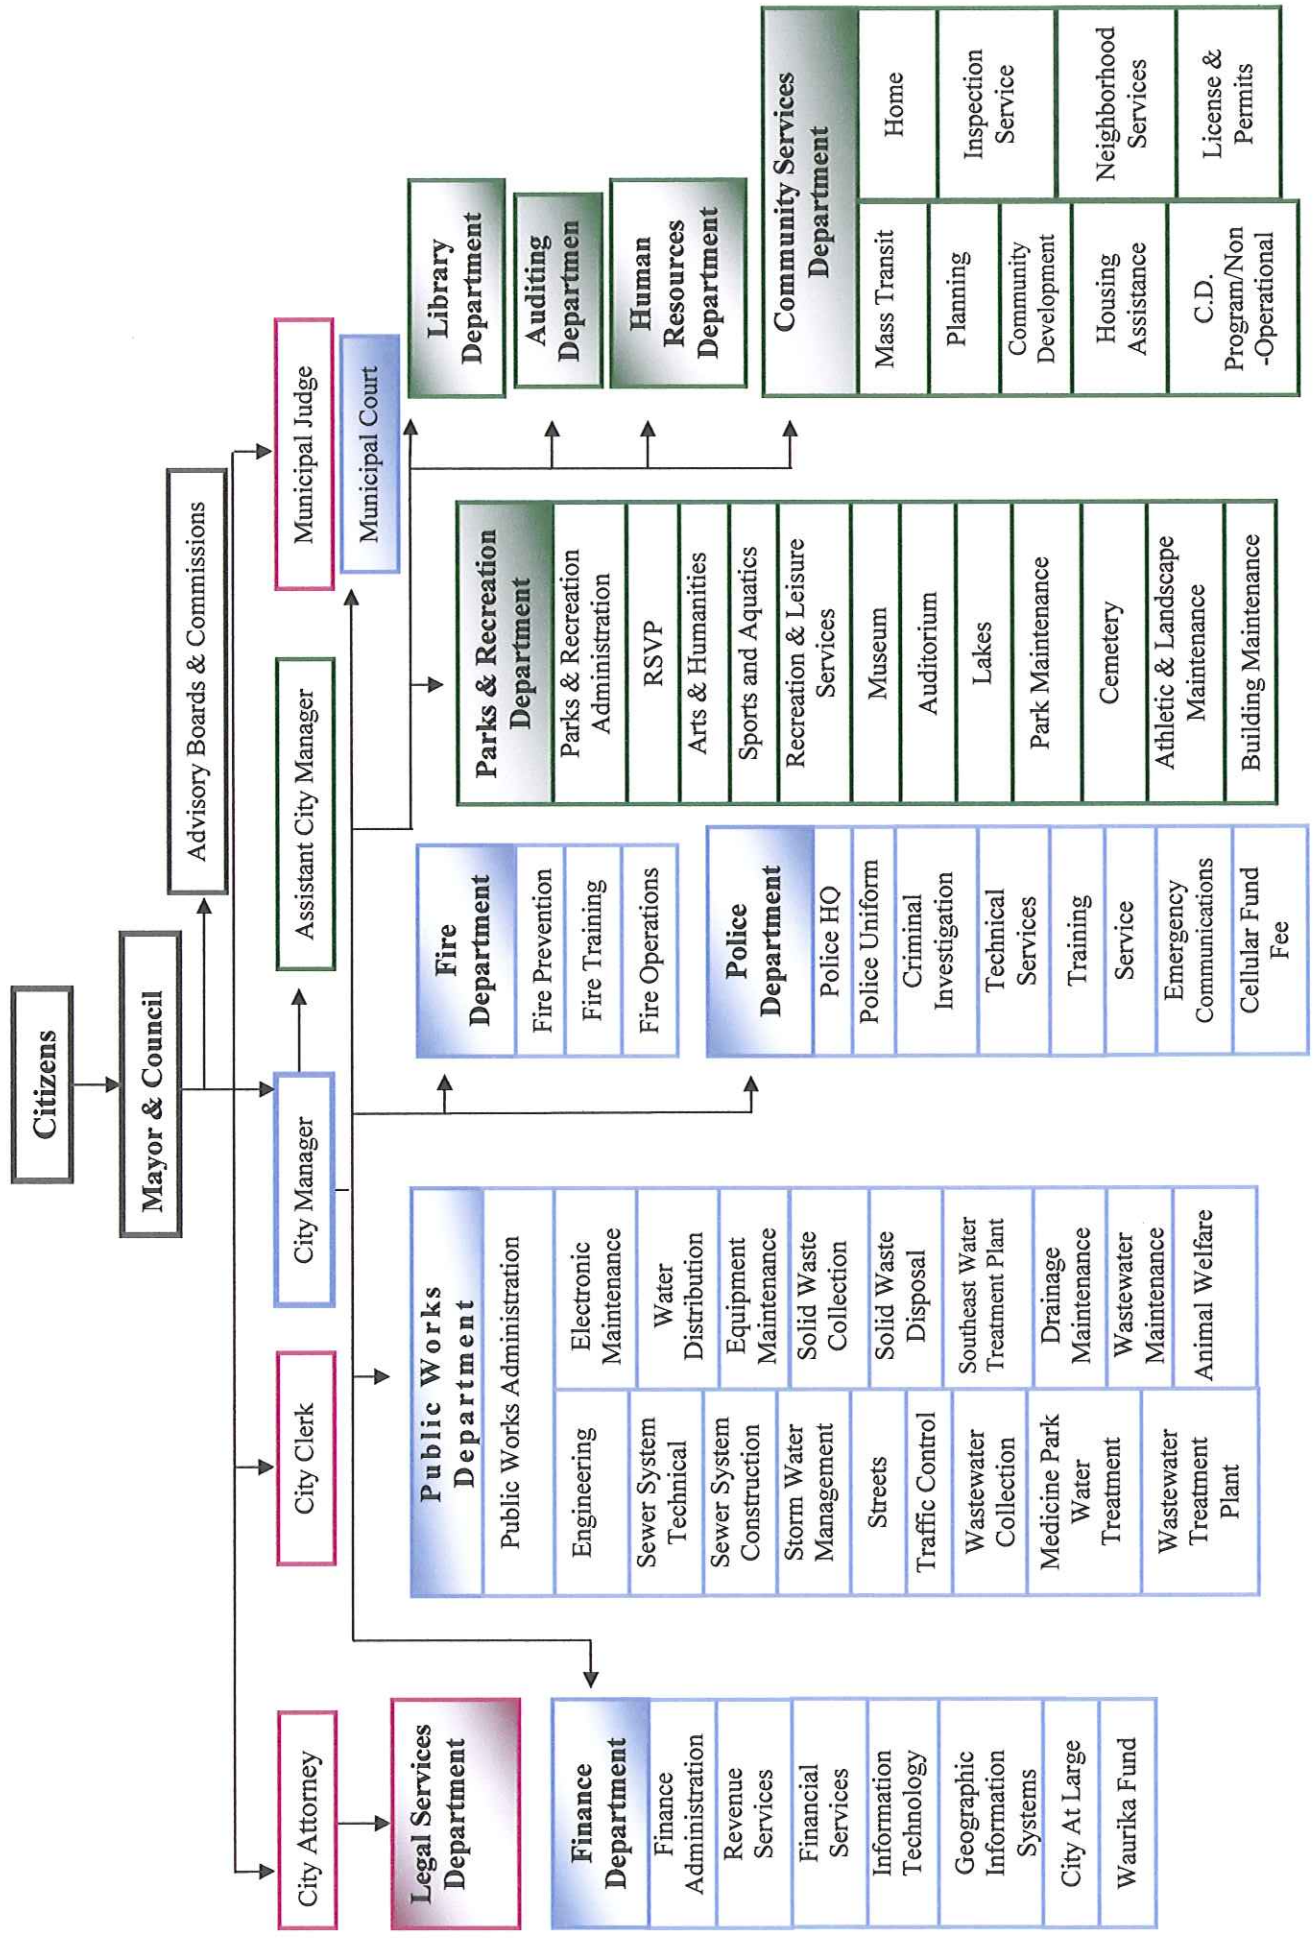 Citizens
Mayor & Council
Advisory Boards & Commissions
City Attorney
City Clerk
City Manager
Assistant City Manager
Municipal Judge
Municipal Court
Legal Services
Department
Finance
Department
Finance
Administration
Revenue
Services
Financial
Services
Information
Technology
Geographic
Information
Systems
City At Large
Waurika Fund
Public Works
Department
Public Works Administration
Engineering
Sewer System
Technical
Sewer System
Construction
Storm Water
Management
Streets
Traffic Control
Wastewater
Collection
Medicine Park
Water
Treatment
Wastewater
Treatment
Plant
Electronic
Maintenance
Water
Distribution
Equipment
Maintenance
Solid Waste
Collection
Solid Waste
Disposal
Southeast Water
Treatment Plant
Drainage
Maintenance
Wastewater
Maintenance
Animal Welfare
Fire
Department
Fire Prevention
Fire Training
Fire Operations
Police
Department
Police HQ
Police Uniform
Criminal
Investigation
Technical
Services
Training
Service
Emergency
Communications
Cellular Fund
Fee
Parks & Recreation
Department
Parks & Recreation
Administration
RSVP
Arts & Humanities
Sports and Aquatics
Recreation & Leisure
Services
Museum
Auditorium
Lakes
Park Maintenance
Cemetery
Athletic & Landscape
Maintenance
Building Maintenance
Library
Department
Auditing
Departmen
Human
Resources
Department
Community Services
Department
Mass Transit
Planning
Community
Development
Housing
Assistance
C.D.
Program/Non
-Operational
Home
Inspection
Service
Neighborhood
Services
License &
Permits